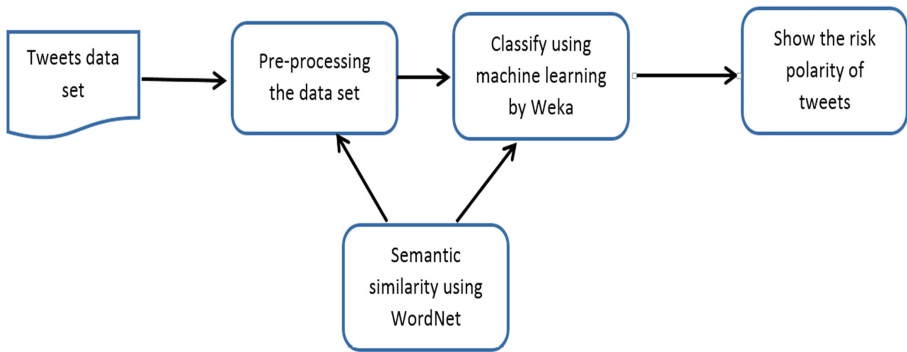 Tweets data
set
Pre-processing
the data set
Classify using
machine learning
by Weka
Show the risk
polarity of
tweets
Semantic
similarity using
WordNet